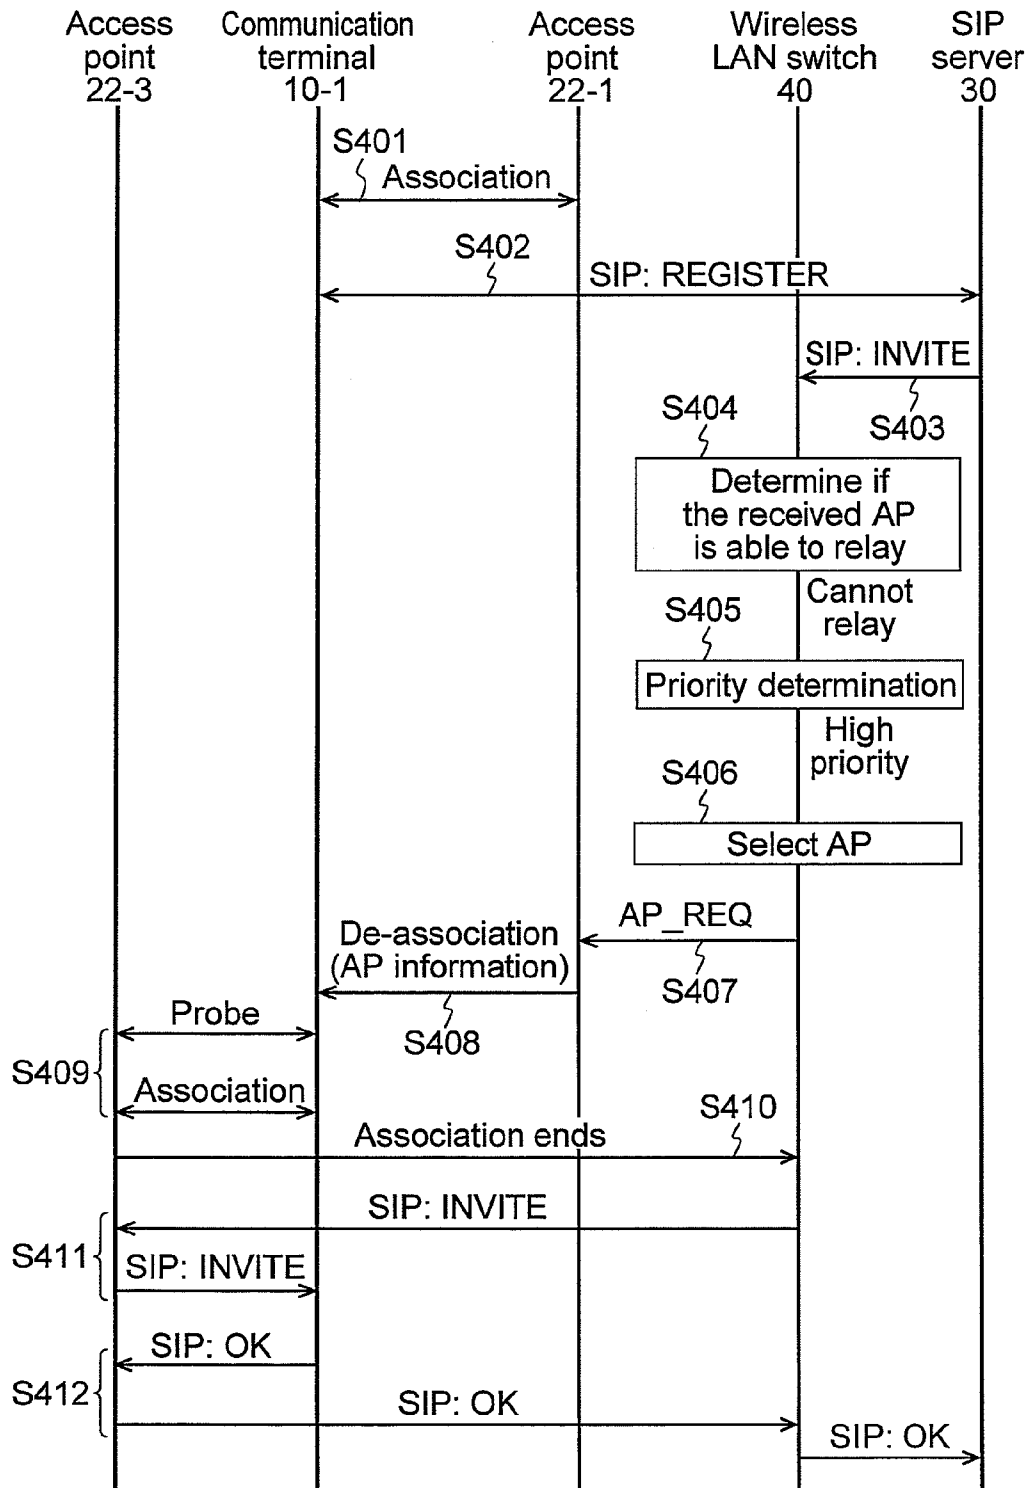 Access
point
22-3
Communication
terminal
10-1
Access
point
22-1
Wireless
LAN switch
40
SIP
server
30
S401
Association
S402
SIP: REGISTER
SIP: INVITE
S403
S404
Determine if
the received AP
is able to relay
Cannot
relay
S405
Priority determination
High
priority
S406
Select AP
AP_REQ
S407
De-association
(AP information)
S408
Probe
S409
Association
S410
Association ends
SIP: INVITE
S411
SIP: INVITE
SIP: OK
S412
SIP: OK
SIP: OK